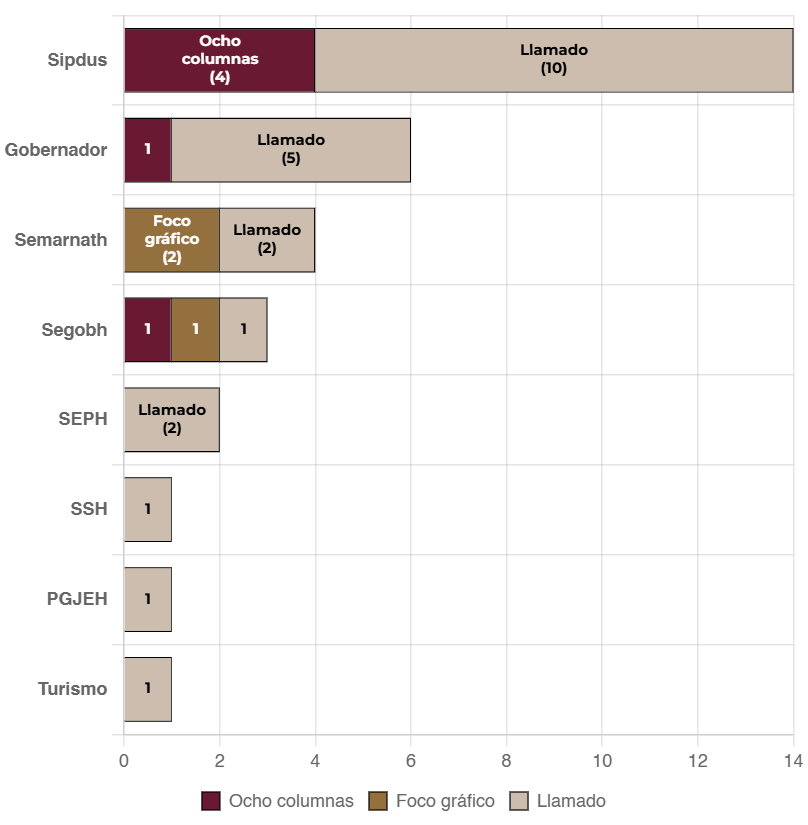 Sipdus
Ocho
columnas
(4)
Llamado
(10)
Gobernador
1
Llamado
(5)
Semarnath
Foco
gráfico
(2)
Llamado
(2)
Segobh
1
1
1
SEPH
Llamado
(2)
SSH
1
PGJEH
1
Turismo
1
0 2 4 6 8 10 12 14
Ocho columnas Foco gráfico Llamado